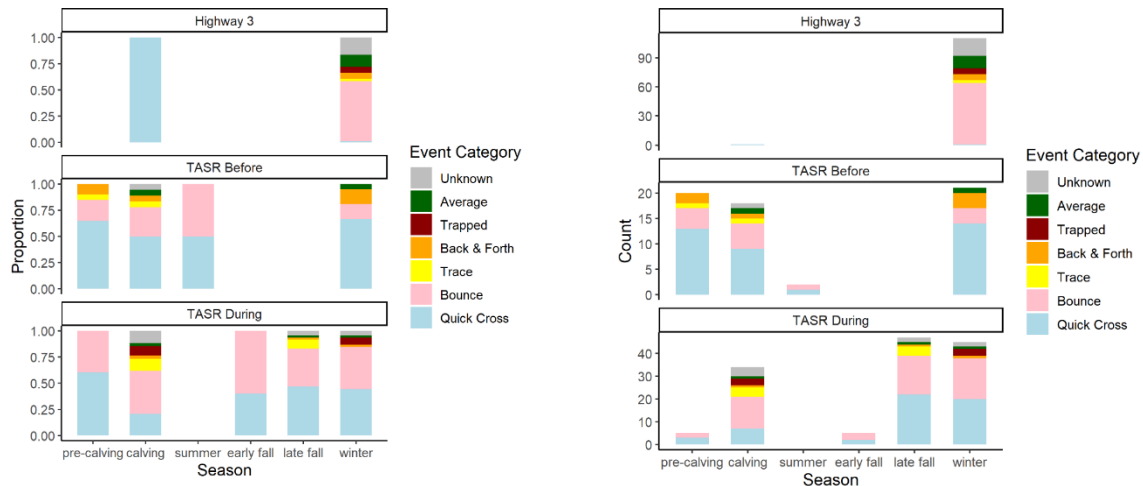 Highway 3
1.00
0.75
0.50
0.25
0.00
TASR Before
1.00
0.75
0.50
0.25
0.00
TASR During
1.00
0.75
0.50
0.25
0.00
Proportion
pre-calving calving summer early fall late fall winter
Season
Event Category
Unknown
Average
Trapped
Back & Forth
Trace
Bounce
Quick Cross
Highway 3
90
60
30
0
TASR Before
20
15
10
5
0
TASR During
40
30
20
10
0
Count
pre-calving calving summer early fall late fall winter
Season
Event Category
Unknown
Average
Trapped
Back & Forth
Trace
Bounce
Quick Cross